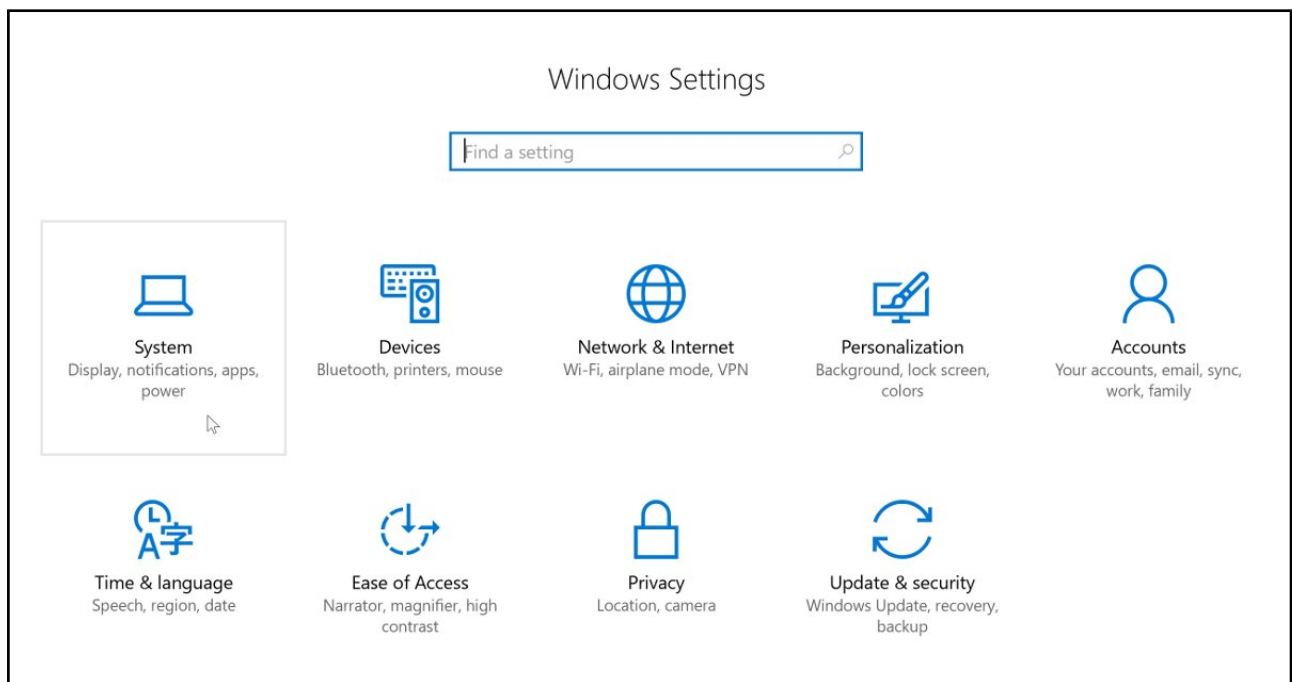 Windows Settings
Find a setting
System
Display, notifications, apps,
power
Devices
Bluetooth, printers, mouse
Network & Internet
Wi-Fi, airplane mode, VPN
Personalization
Background, lock screen,
colors
Accounts
Your accounts, email, sync,
work, family
A字
Time & language
Speech, region, date
Ease of Access
Narrator, magnifier, high
contrast
Privacy
Location, camera
Update & security
Windows Update, recovery,
backup